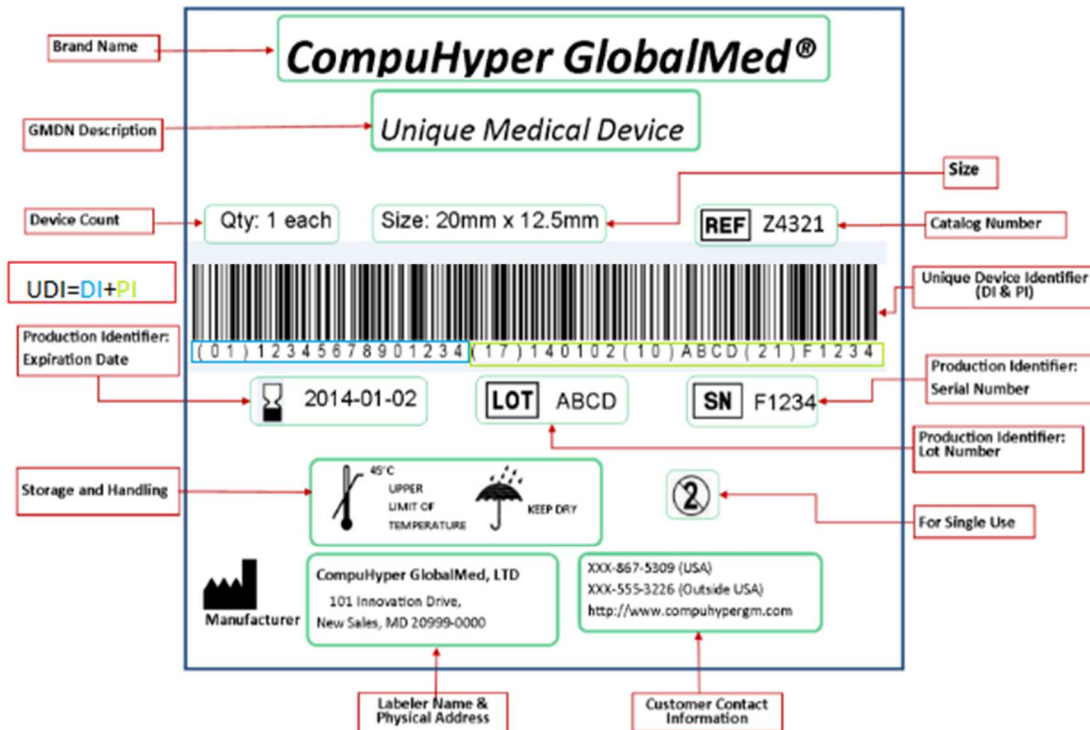 Brand Name
CompuHyper GlobalMed®
GMDN Description
Unique Medical Device
Size
Device Count
Qty: 1 each
Size: 20mm x 12.5mm
REF Z4321
Catalog Number
UDI=DI+PI
Unique Device Identifier
(DI & PI)
(01)12345678901234(17)140102(10)ABCD(21)F1234
Production Identifier:
Expiration Date
2014-01-02
LOT ABCD
SN F1234
Production Identifier:
Serial Number
Production Identifier:
Lot Number
Storage and Handling
45°C
UPPER
LIMIT OF
TEMPERATURE
KEEP DRY
2
For Single Use
Manufacturer
CompuHyper GlobalMed, LTD
101 Innovation Drive,
New Sales, MD 20999-0000
XXX-867-5309 (USA)
XXX-555-3226 (Outside USA)
http://www.compuhypergm.com
Labeler Name &
Physical Address
Customer Contact
Information